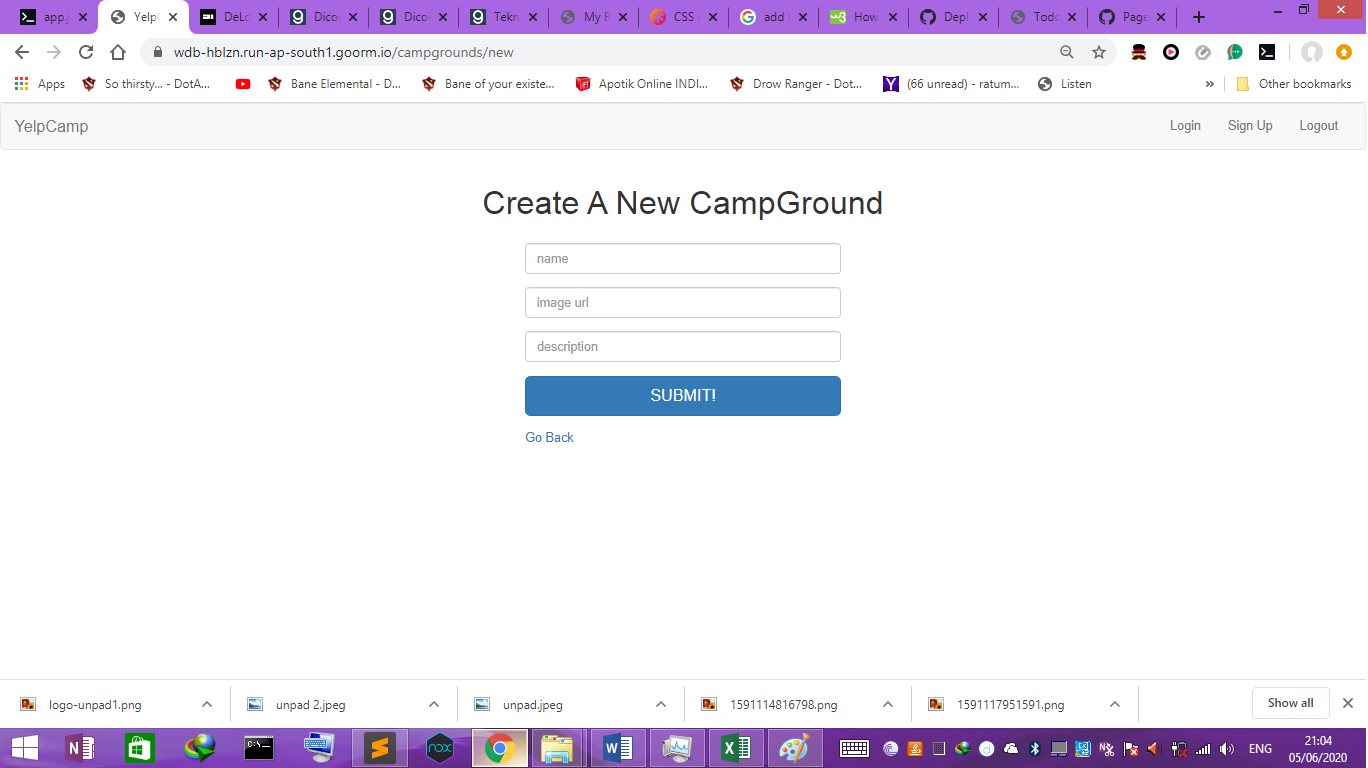 app.j
Yelp
DeLo
Dico
Dico
Tekn
My R
CSS
add
How
Depl
Todo
Page
wdb-hblzn.run-ap-south1.goorm.io/campgrounds/new
Apps So thirsty... - DotA... Bane Elemental - D... Bane of your existe... Apotik Online INDI... Drow Ranger - Dot... (66 unread) - ratum... Listen » Other bookmarks
YelpCamp Login Sign Up Logout
Create A New CampGround
name
image url
description
SUBMIT!
Go Back
logo-unpad1.png unpad 2.jpeg unpad.jpeg 1591114816798.png 1591117951591.png Show all
ENG 21:04
05/06/2020